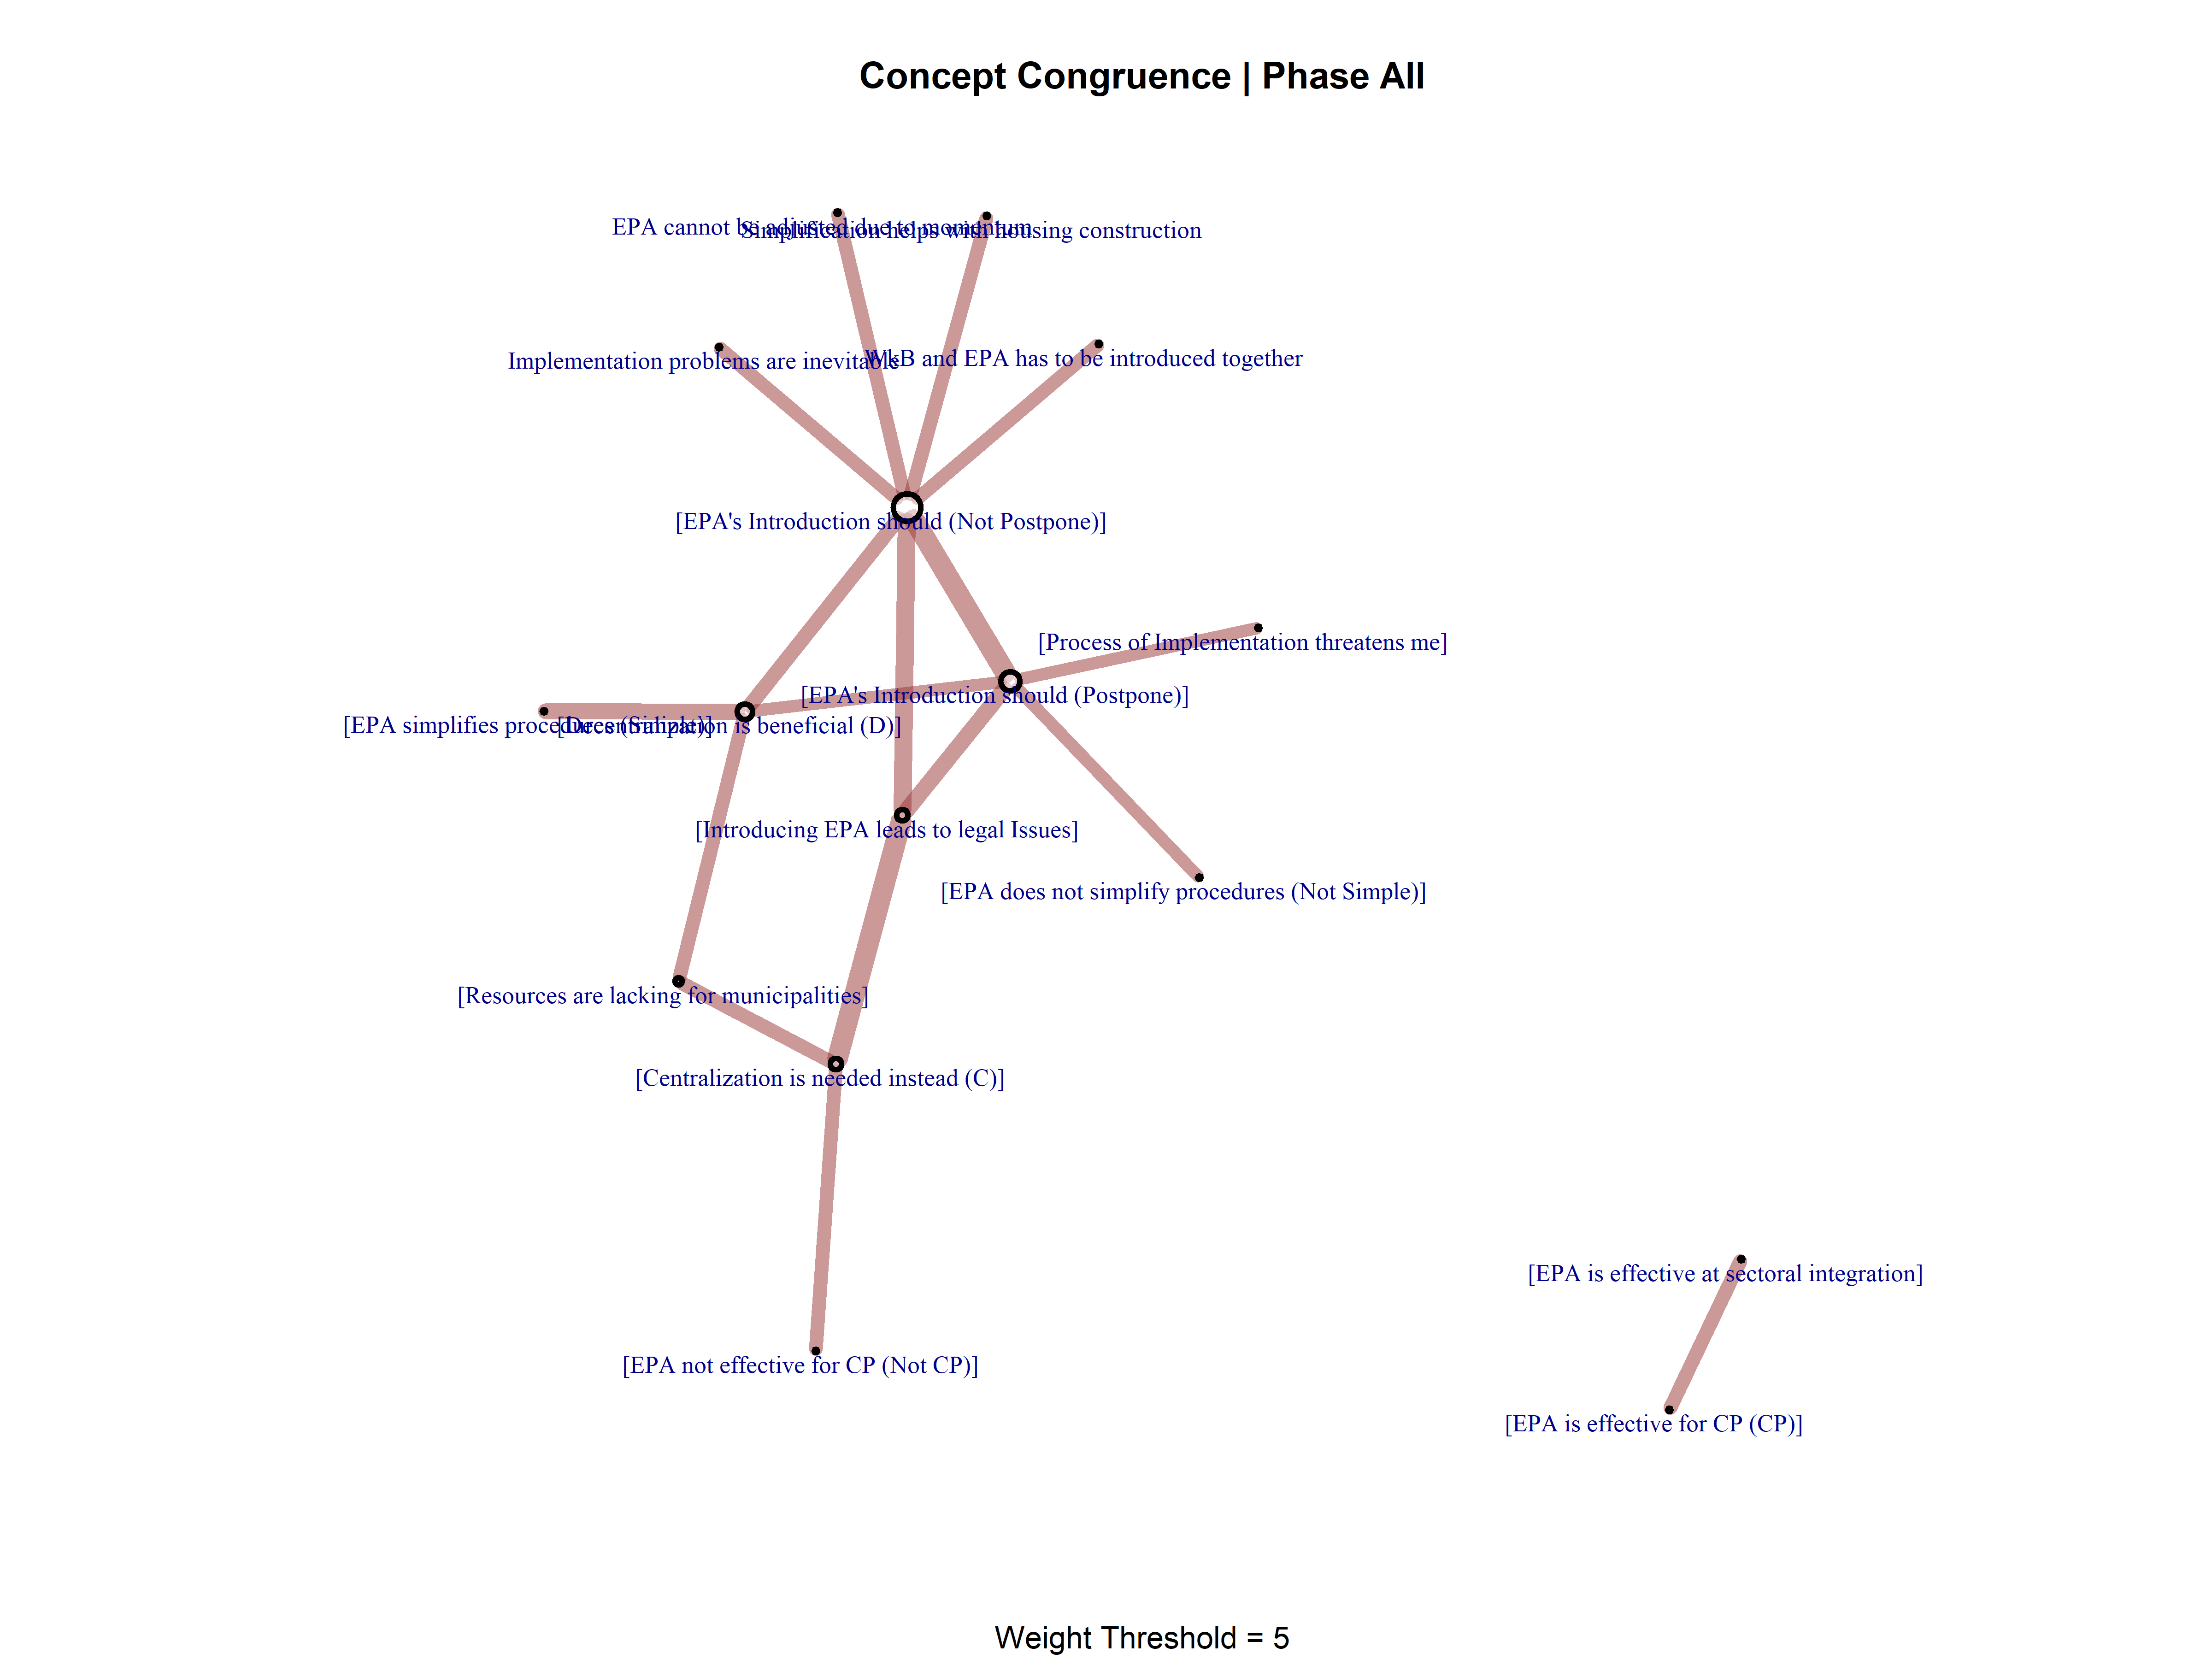 Concept Congruence | Phase All
EPA cannot be adjusted due to momentum
Simplification helps with housing construction
Implementation problems are inevitable
WkB and EPA has to be introduced together
[EPA's Introduction should (Not Postpone)]
[Process of Implementation threatens me]
[EPA's Introduction should (Postpone)]
[EPA simplifies procedures (Simple)]
[Decentralization is beneficial (D)]
[Introducing EPA leads to legal Issues]
[EPA does not simplify procedures (Not Simple)]
[Resources are lacking for municipalities]
[Centralization is needed instead (C)]
[EPA is effective at sectoral integration]
[EPA not effective for CP (Not CP)]
[EPA is effective for CP (CP)]
Weight Threshold = 5